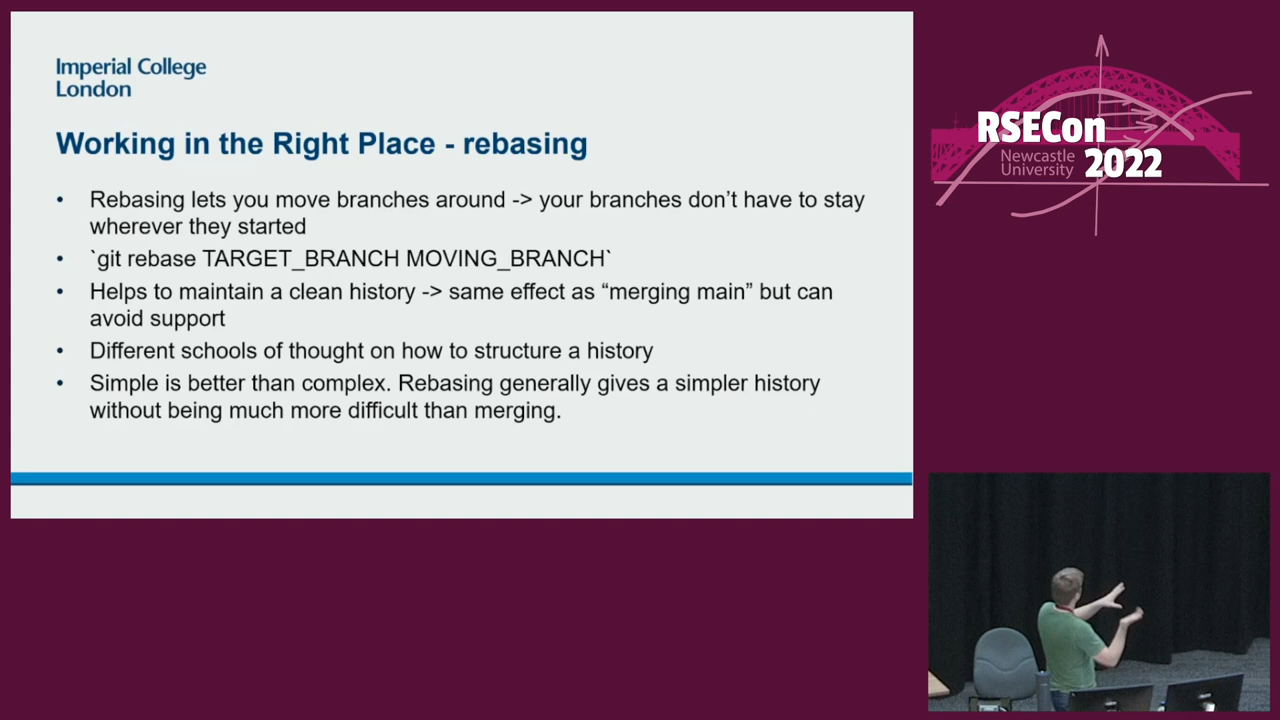 Imperial College
London
Working in the Right Place - rebasing
• Rebasing lets you move branches around -> your branches don't have to stay
wherever they started
• `git rebase TARGET_BRANCH MOVING_BRANCH`
• Helps to maintain a clean history -> same effect as “merging main” but can
avoid support
• Different schools of thought on how to structure a history
• Simple is better than complex. Rebasing generally gives a simpler history
without being much more difficult than merging.
RSECon
Newcastle
University 2022